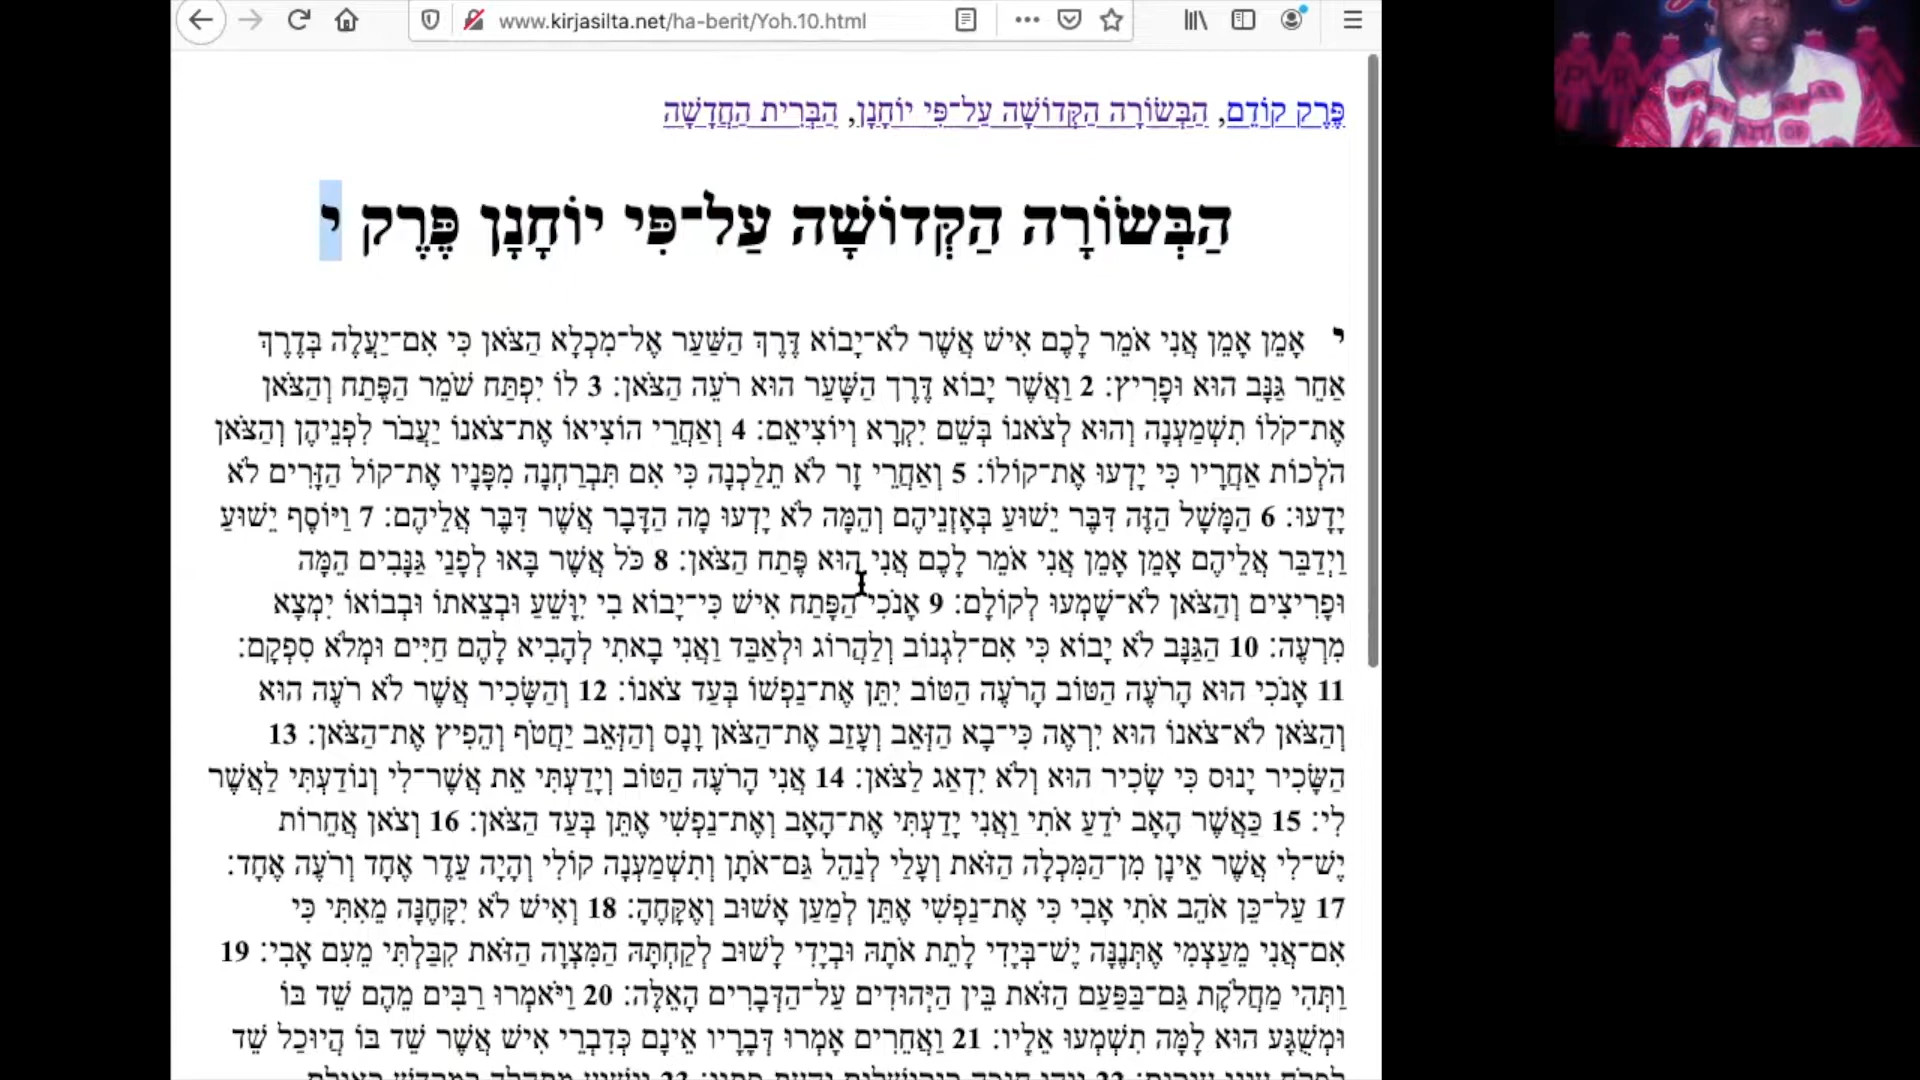 www.kirjasilta.net/ha-berit/Yoh.10.html
פֶּרֶק קוֹדֵם, הַבְּשׂוֹרָה הַקְּדוֹשָׁה עַל־פִּי יוֹחָנָן, הַבְּרִית הַחֲדָשָׁה
הַבְּשׂוֹרָה הַקְּדוֹשָׁה עַל־פִּי יוֹחָנָן פֶּרֶק י
י אָמֵן אָמֵן אֲנִי אֹמֵר לָכֶם אִישׁ אֲשֶׁר לֹא־יָבוֹא דֶּרֶךְ הַשַּׁעַר אֶל־מִכְלָא הַצֹּאן כִּי אִם־יַעֲלֶה בְּדֶרֶךְ
אַחֵר גַּנָּב הוּא וּפָרִיץ׃ 2 וַאֲשֶׁר יָבוֹא דֶּרֶךְ הַשָּׁעַר הוּא רֹעֵה הַצֹּאן׃ 3 לוֹ יִפְתַּח שֹׁמֵר הַפֶּתַח וְהַצֹּאן
אֶת־קֹלוֹ תִשְׁמַעְנָה וְהוּא לְצֹאנוֹ בְּשֵׁם יִקְרָא וְיוֹצִיאֵם׃ 4 וְאַחֲרֵי הוֹצִיאוֹ אֶת־צֹאנוֹ יַעֲבֹר לִפְנֵיהֶן וְהַצֹּאן
הֹלְכוֹת אַחֲרָיו כִּי יָדְעוּ אֶת־קוֹלוֹ׃ 5 וְאַחֲרֵי זָר לֹא תֵלַכְנָה כִּי אִם תִּבְרַחְנָה מִפָּנָיו אֶת־קוֹל הַזָּרִים לֹא
יָדָעוּ׃ 6 הַמָּשָׁל הַזֶּה דִּבֶּר יֵשׁוּעַ בְּאָזְנֵיהֶם וְהֵמָּה לֹא יָדְעוּ מָה הַדָּבָר אֲשֶׁר דִּבֶּר אֲלֵיהֶם׃ 7 וַיּוֹסֶף יֵשׁוּעַ
וַיְדַבֵּר אֲלֵיהֶם אָמֵן אָמֵן אֲנִי אֹמֵר לָכֶם אֲנִי הוּא פֶּתַח הַצֹּאן׃ 8 כֹּל אֲשֶׁר בָּאוּ לְפָנַי גַּנָּבִים הֵמָּה
וּפָרִיצִים וְהַצֹּאן לֹא־שָׁמְעוּ לְקוֹלָם׃ 9 אָנֹכִי הַפָּתַח אִישׁ כִּי־יָבוֹא בִי יִוָּשֵׁעַ וּבְצֵאתוֹ וּבְבוֹאוֹ יִמְצָא
מִרְעֶה׃ 10 הַגַּנָּב לֹא יָבוֹא כִּי אִם־לִגְנוֹב וְלַהֲרוֹג וּלְאַבֵּד וַאֲנִי בָאתִי לְהָבִיא לָהֶם חַיִּים וּמְלֹא סִפְקָם׃
11 אָנֹכִי הוּא הָרֹעֶה הַטּוֹב הָרֹעֶה הַטּוֹב יִתֵּן אֶת־נַפְשׁוֹ בְּעַד צֹאנוֹ׃ 12 וְהַשָּׂכִיר אֲשֶׁר לֹא רֹעֶה הוּא
וְהַצֹּאן לֹא־צֹאנוֹ הוּא יִרְאֶה כִּי־בָא הַזְּאֵב וְעָזַב אֶת־הַצֹּאן וָנָס וְהַזְּאֵב יַחֲטֹף וְהֵפִיץ אֶת־הַצֹּאן׃ 13
הַשָּׂכִיר יָנוּס כִּי שָׂכִיר הוּא וְלֹא יִדְאַג לַצֹּאן׃ 14 אֲנִי הָרֹעֶה הַטּוֹב וְיָדַעְתִּי אֵת אֲשֶׁר־לִי וְנוֹדַעְתִּי לַאֲשֶׁר
לִי׃ 15 כַּאֲשֶׁר הָאָב יֹדֵעַ אֹתִי וַאֲנִי יָדַעְתִּי אֶת־הָאָב וְאֶת־נַפְשִׁי אֶתֵּן בְּעַד הַצֹּאן׃ 16 וְצֹאן אֲחֵרוֹת
יֶשׁ־לִי אֲשֶׁר אֵינָן מִן־הַמִּכְלָה הַזֹּאת וְעָלַי לְנַהֵל גַּם־אֹתָן וְתִשְׁמַעְנָה קוֹלִי וְהָיָה עֵדֶר אֶחָד וְרֹעֶה אֶחָד׃
17 עַל־כֵּן אֹהֵב אֹתִי אָבִי כִּי אֶת־נַפְשִׁי אֶתֵּן לְמַעַן אָשׁוּב וְאֶקָּחֶהָ׃ 18 וְאִישׁ לֹא יִקָּחֶנָּה מֵאִתִּי כִּי
אִם־אֲנִי מֵעַצְמִי אֶתְּנֶנָּה יֶשׁ־בְּיָדִי לָתֵת אֹתָהּ וּבְיָדִי לָשׁוּב לְקַחְתָּהּ הַמִּצְוָה הַזֹּאת קִבַּלְתִּי מֵעִם אָבִי׃ 19
וַתְּהִי מַחֲלֹקֶת גַּם־בַּפַּעַם הַזֹּאת בֵּין הַיְּהוּדִים עַל־הַדְּבָרִים הָאֵלֶּה׃ 20 וַיֹּאמְרוּ רַבִּים מֵהֶם שֵׁד בּוֹ
וּמְשֻׁגָּע הוּא לָמָּה תִשְׁמְעוּ אֵלָיו׃ 21 וַאֲחֵרִים אָמְרוּ דְּבָרָיו אֵינָם כְּדִבְרֵי אִישׁ אֲשֶׁר שֵׁד בּוֹ הֲיוּכַל שֵׁד